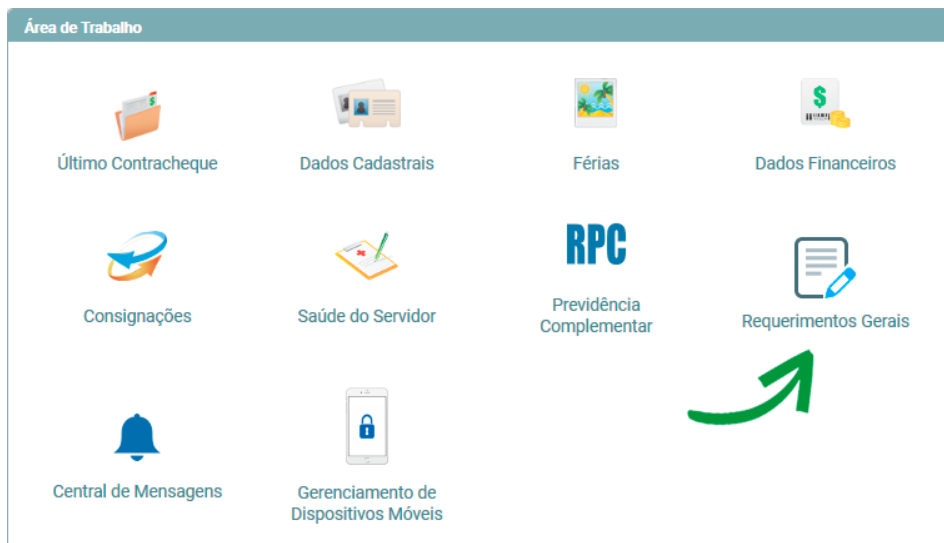 Área de Trabalho
Último Contracheque
Dados Cadastrais
Férias
Dados Financeiros
Consignações
Saúde do Servidor
RPC
Previdência
Complementar
Requerimentos Gerais
Central de Mensagens
Gerenciamento de
Dispositivos Móveis